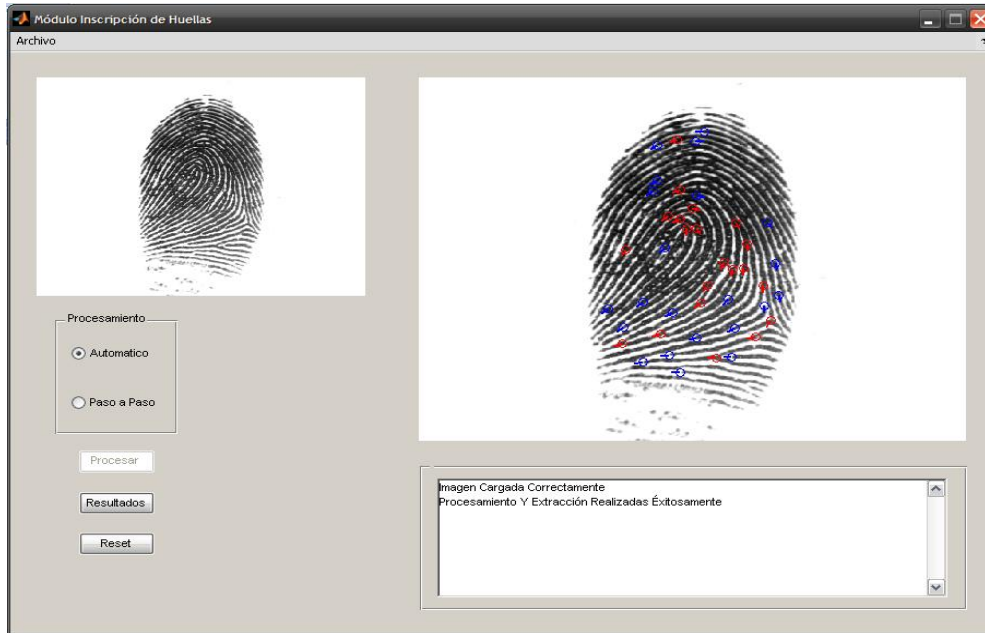 Módulo Inscripción de Huellas
Archivo
Procesamiento
Automatico
Paso a Paso
Procesar
Resultados
Reset
Imagen Cargada Correctamente
Procesamiento Y Extracción Realizadas Éxitosamente